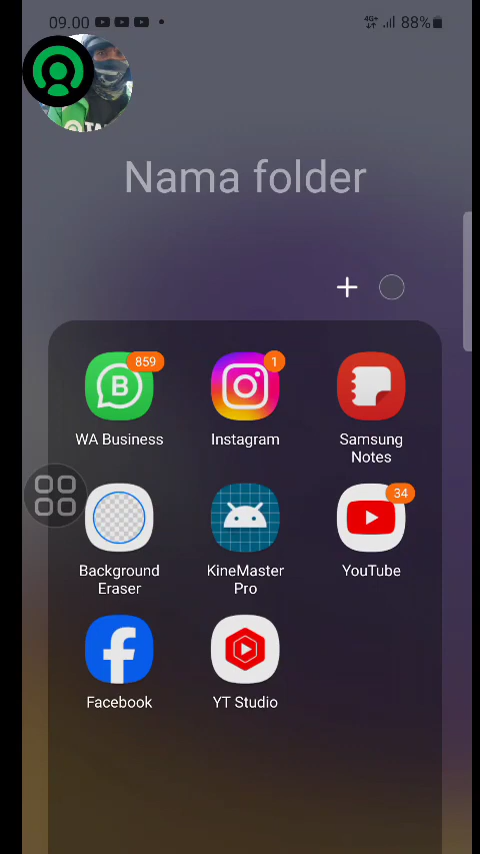 09.00
4G+
88%
Nama folder
859
1
WA Business
Instagram
Samsung
Notes
34
Background
Eraser
KineMaster
Pro
YouTube
Facebook
YT Studio